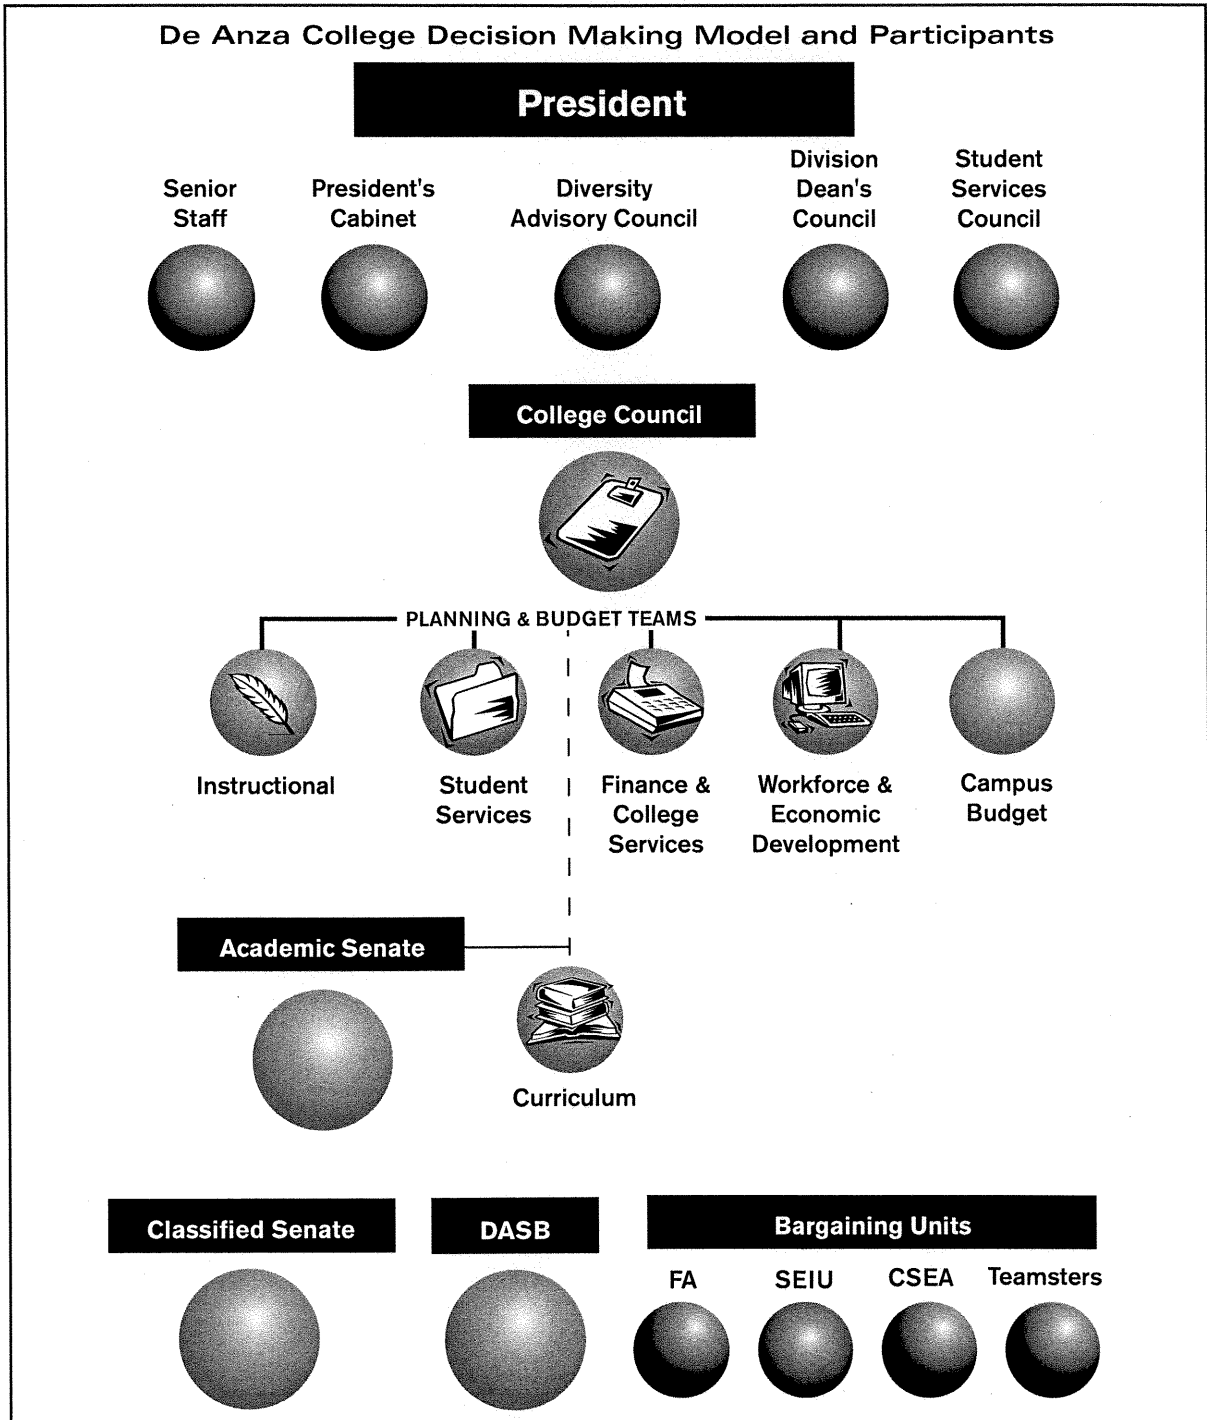 De Anza College Decision Making Model and Participants
President
Senior
Staff
President's
Cabinet
Diversity
Advisory Council
Division
Dean's
Council
Student
Services
Council
College Council
PLANNING & BUDGET TEAMS
Instructional
Student
Services
Finance &
College
Services
Workforce &
Economic
Development
Campus
Budget
Academic Senate
Curriculum
Classified Senate
DASB
Bargaining Units
FA
SEIU
CSEA
Teamsters